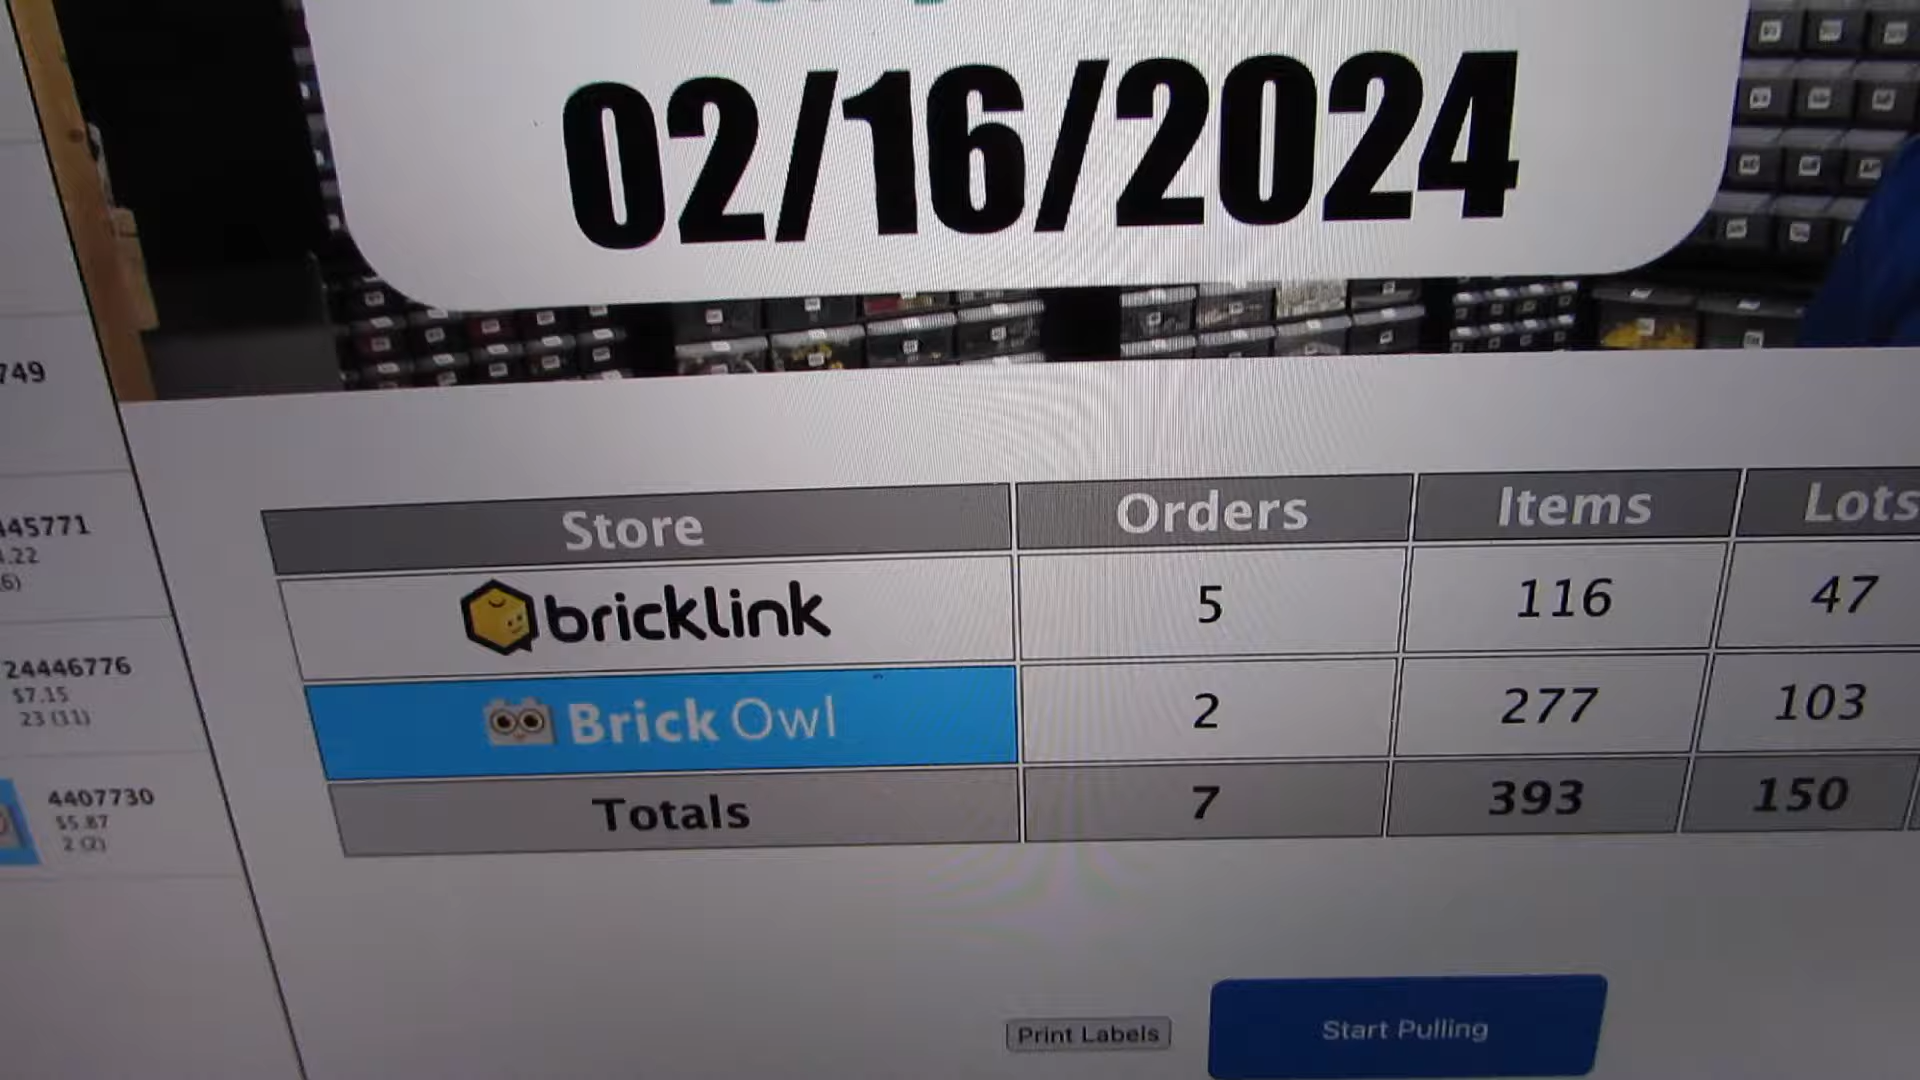 02/16/2024
749
445771
.22
6)
24446776
$7.15
23 (11)
4407730
$5.87
2 (2)
Store Orders Items Lots
bricklink 5 116 47
Brick Owl 2 277 103
Totals 7 393 150
Print Labels Start Pulling